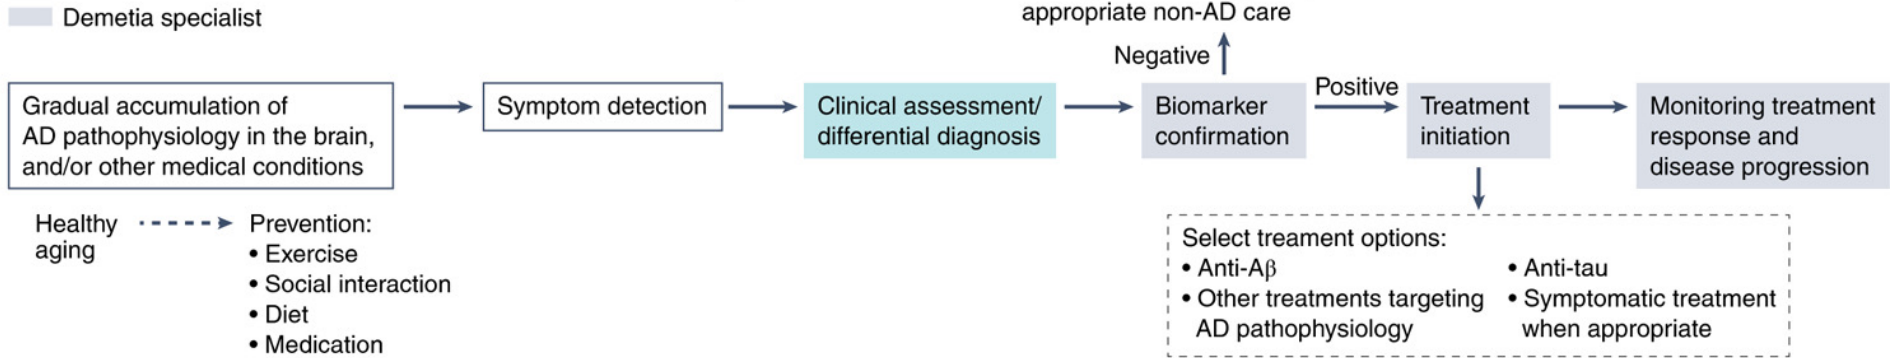 Demetia specialist
appropriate non-AD care
Negative
Gradual accumulation of
AD pathophysiology in the brain,
and/or other medical conditions
Symptom detection
Clinical assessment/
differential diagnosis
Biomarker
confirmation
Positive
Treatment
initiation
Monitoring treatment
response and
disease progression
Healthy
aging
Prevention:
• Exercise
• Social interaction
• Diet
• Medication
Select treament options:
• Anti-Aβ
• Other treatments targeting
AD pathophysiology
• Anti-tau
• Symptomatic treatment
when appropriate